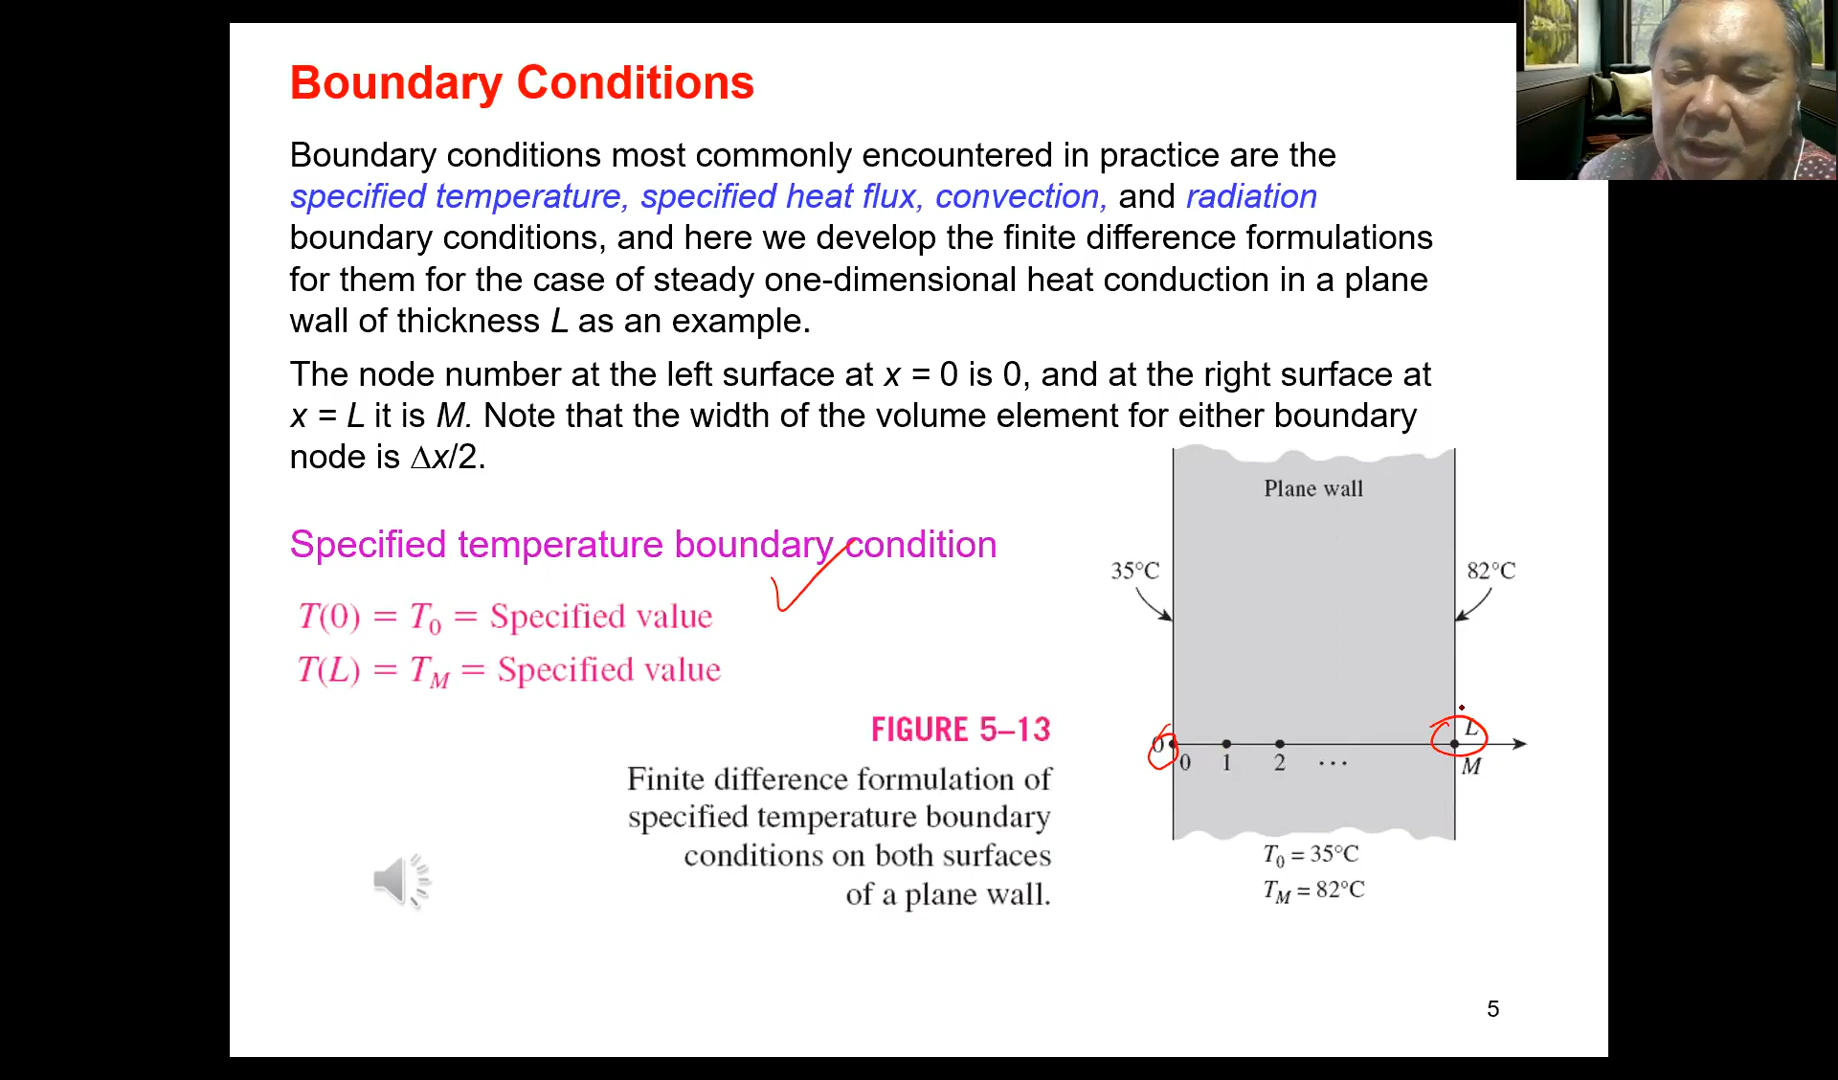 Boundary Conditions
Boundary conditions most commonly encountered in practice are the
specified temperature, specified heat flux, convection, and radiation
boundary conditions, and here we develop the finite difference formulations
for them for the case of steady one-dimensional heat conduction in a plane
wall of thickness L as an example.
The node number at the left surface at x = 0 is 0, and at the right surface at
x = L it is M. Note that the width of the volume element for either boundary
node is Δx/2.
Specified temperature boundary condition
T(0) = T₀ = Specified value
T(L) = T_M = Specified value
FIGURE 5–13
Finite difference formulation of
specified temperature boundary
conditions on both surfaces
of a plane wall.
Plane wall
35°C
82°C
0
L
0 1 2 ··· M
T₀ = 35°C
T_M = 82°C
5